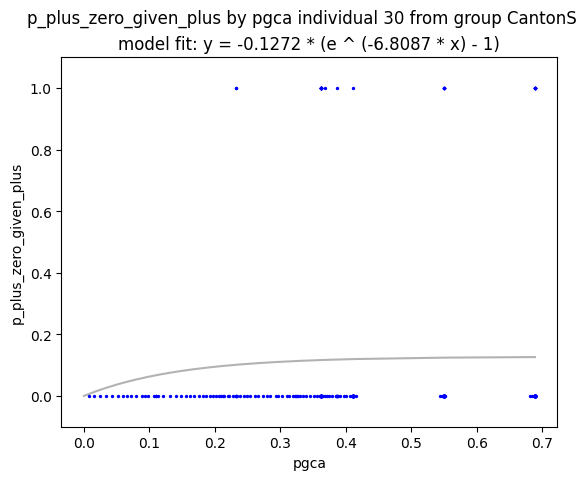 p_plus_zero_given_plus by pgca individual 30 from group CantonS
model fit: y = -0.1272 * (e ^ (-6.8087 * x) - 1)
p_plus_zero_given_plus
1.0
0.8
0.6
0.4
0.2
0.0
0.0 0.1 0.2 0.3 0.4 0.5 0.6 0.7
pgca